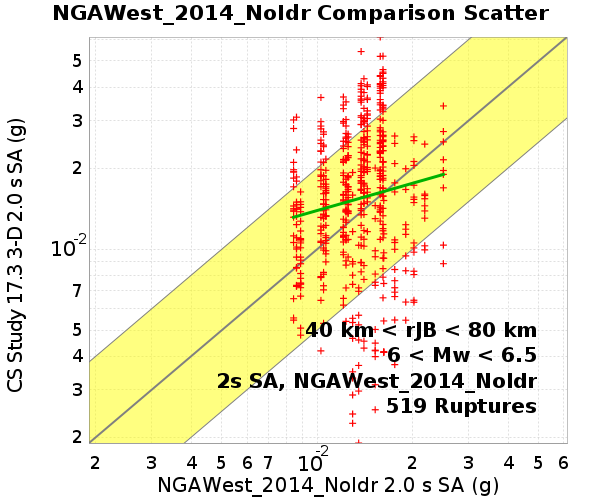 NGAWest_2014_NoIdr Comparison Scatter
CS Study 17.3 3-D 2.0 s SA (g)
5
4
3
2
10-2
7
5
4
3
2
40 km < rJB < 80 km
6 < Mw < 6.5
2s SA, NGAWest_2014_NoIdr
519 Ruptures
2 3 4 5 6 7 10-2 2 3 4 5 6
NGAWest_2014_NoIdr 2.0 s SA (g)